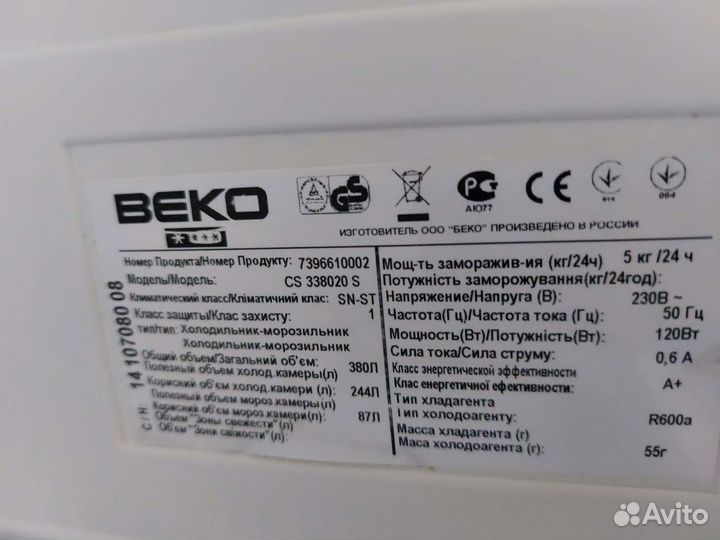 BEKO
АЮ77
ИЗГОТОВИТЕЛЬ ООО "БЕКО" ПРОИЗВЕДЕНО В РОССИИ
Номер Продукта/Номер Продукту: 7396610002
Модель/Модель: CS 338020 S
Климатический класс/Кліматичний клас: SN-ST
Класс защиты/Клас захисту: 1
тип/тип: Холодильник-морозильник
Холодильник-морозильник
Общий объем/Загальний об'єм: 380Л
Полезный объем холод.камеры(л)
Корисний об'єм холод.камери (л): 244Л
Полезный объем мороз.камеры(л)
Корисний об'єм мороз.камери(л): 87Л
Объем "Зоны свежести"(л)
Об'єм "Зони свіжості"(л):
С / Н: 14 107080 08
Мощ-ть заморажив-ия (кг/24ч) 5 кг /24 ч
Потужність заморожування(кг/24год):
Напряжение/Напруга (В): 230В ~
Частота(Гц)/Частота тока (Гц): 50 Гц
Мощность(Вт)/Потужність(Вт): 120Вт
Сила тока/Сила струму: 0,6 А
Класс энергетической эффективности
Клас енергетичної ефективності: A+
Тип хладагента
Тип холодоагенту: R600a
Масса хладагента (г)
Маса холодоагента (г): 55г
Avito